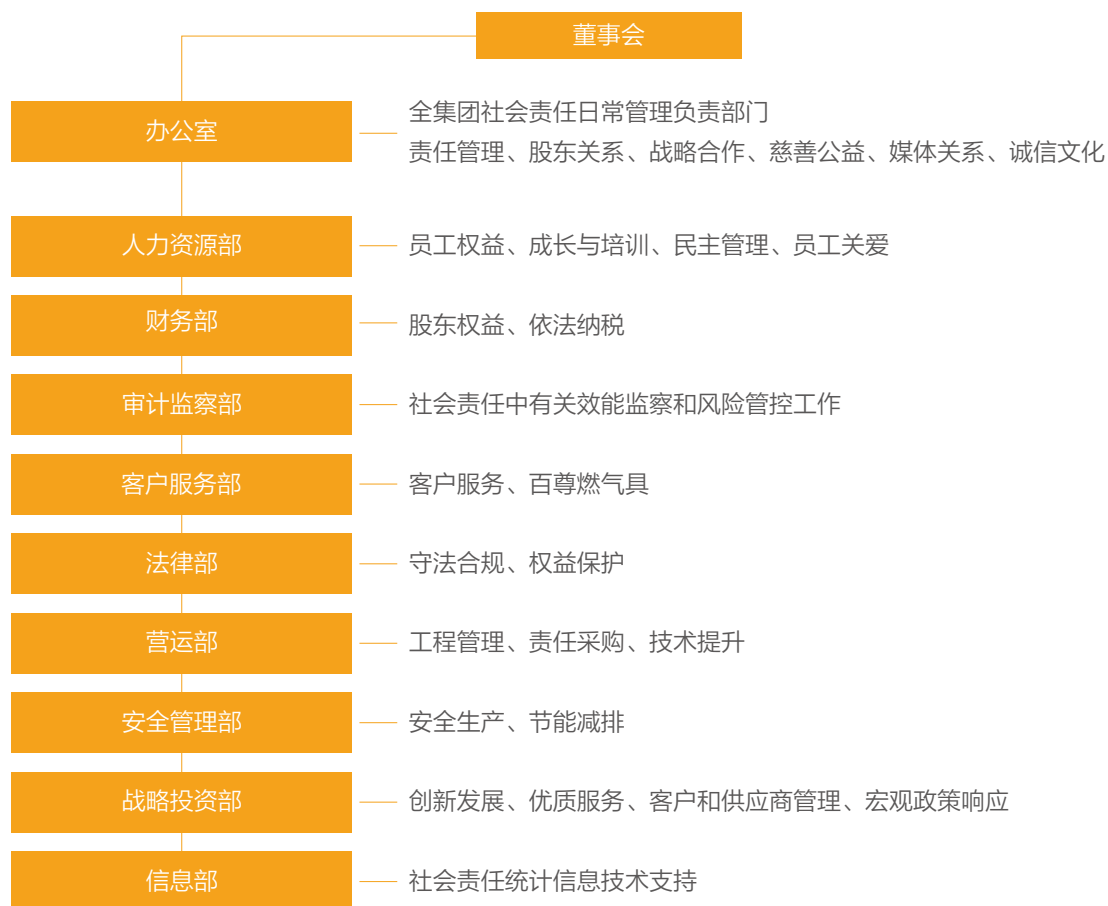 董事会
办公室
全集团社会责任日常管理负责部门
责任管理、股东关系、战略合作、慈善公益、媒体关系、诚信文化
人力资源部
员工权益、成长与培训、民主管理、员工关爱
财务部
股东权益、依法纳税
审计监察部
社会责任中有关效能监察和风险管控工作
客户服务部
客户服务、百尊燃气具
法律部
守法合规、权益保护
营运部
工程管理、责任采购、技术提升
安全管理部
安全生产、节能减排
战略投资部
创新发展、优质服务、客户和供应商管理、宏观政策响应
信息部
社会责任统计信息技术支持